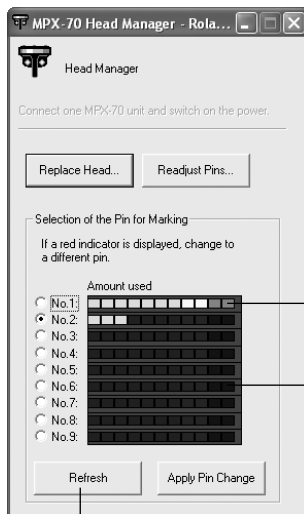 MPX-70 Head Manager - Rola...
Head Manager
Connect one MPX-70 unit and switch on the power.
Replace Head... Readjust Pins...
Selection of the Pin for Marking
If a red indicator is displayed, change to
a different pin.
Amount used
No.1:
No.2:
No.3:
No.4:
No.5:
No.6:
No.7:
No.8:
No.9:
Refresh Apply Pin Change